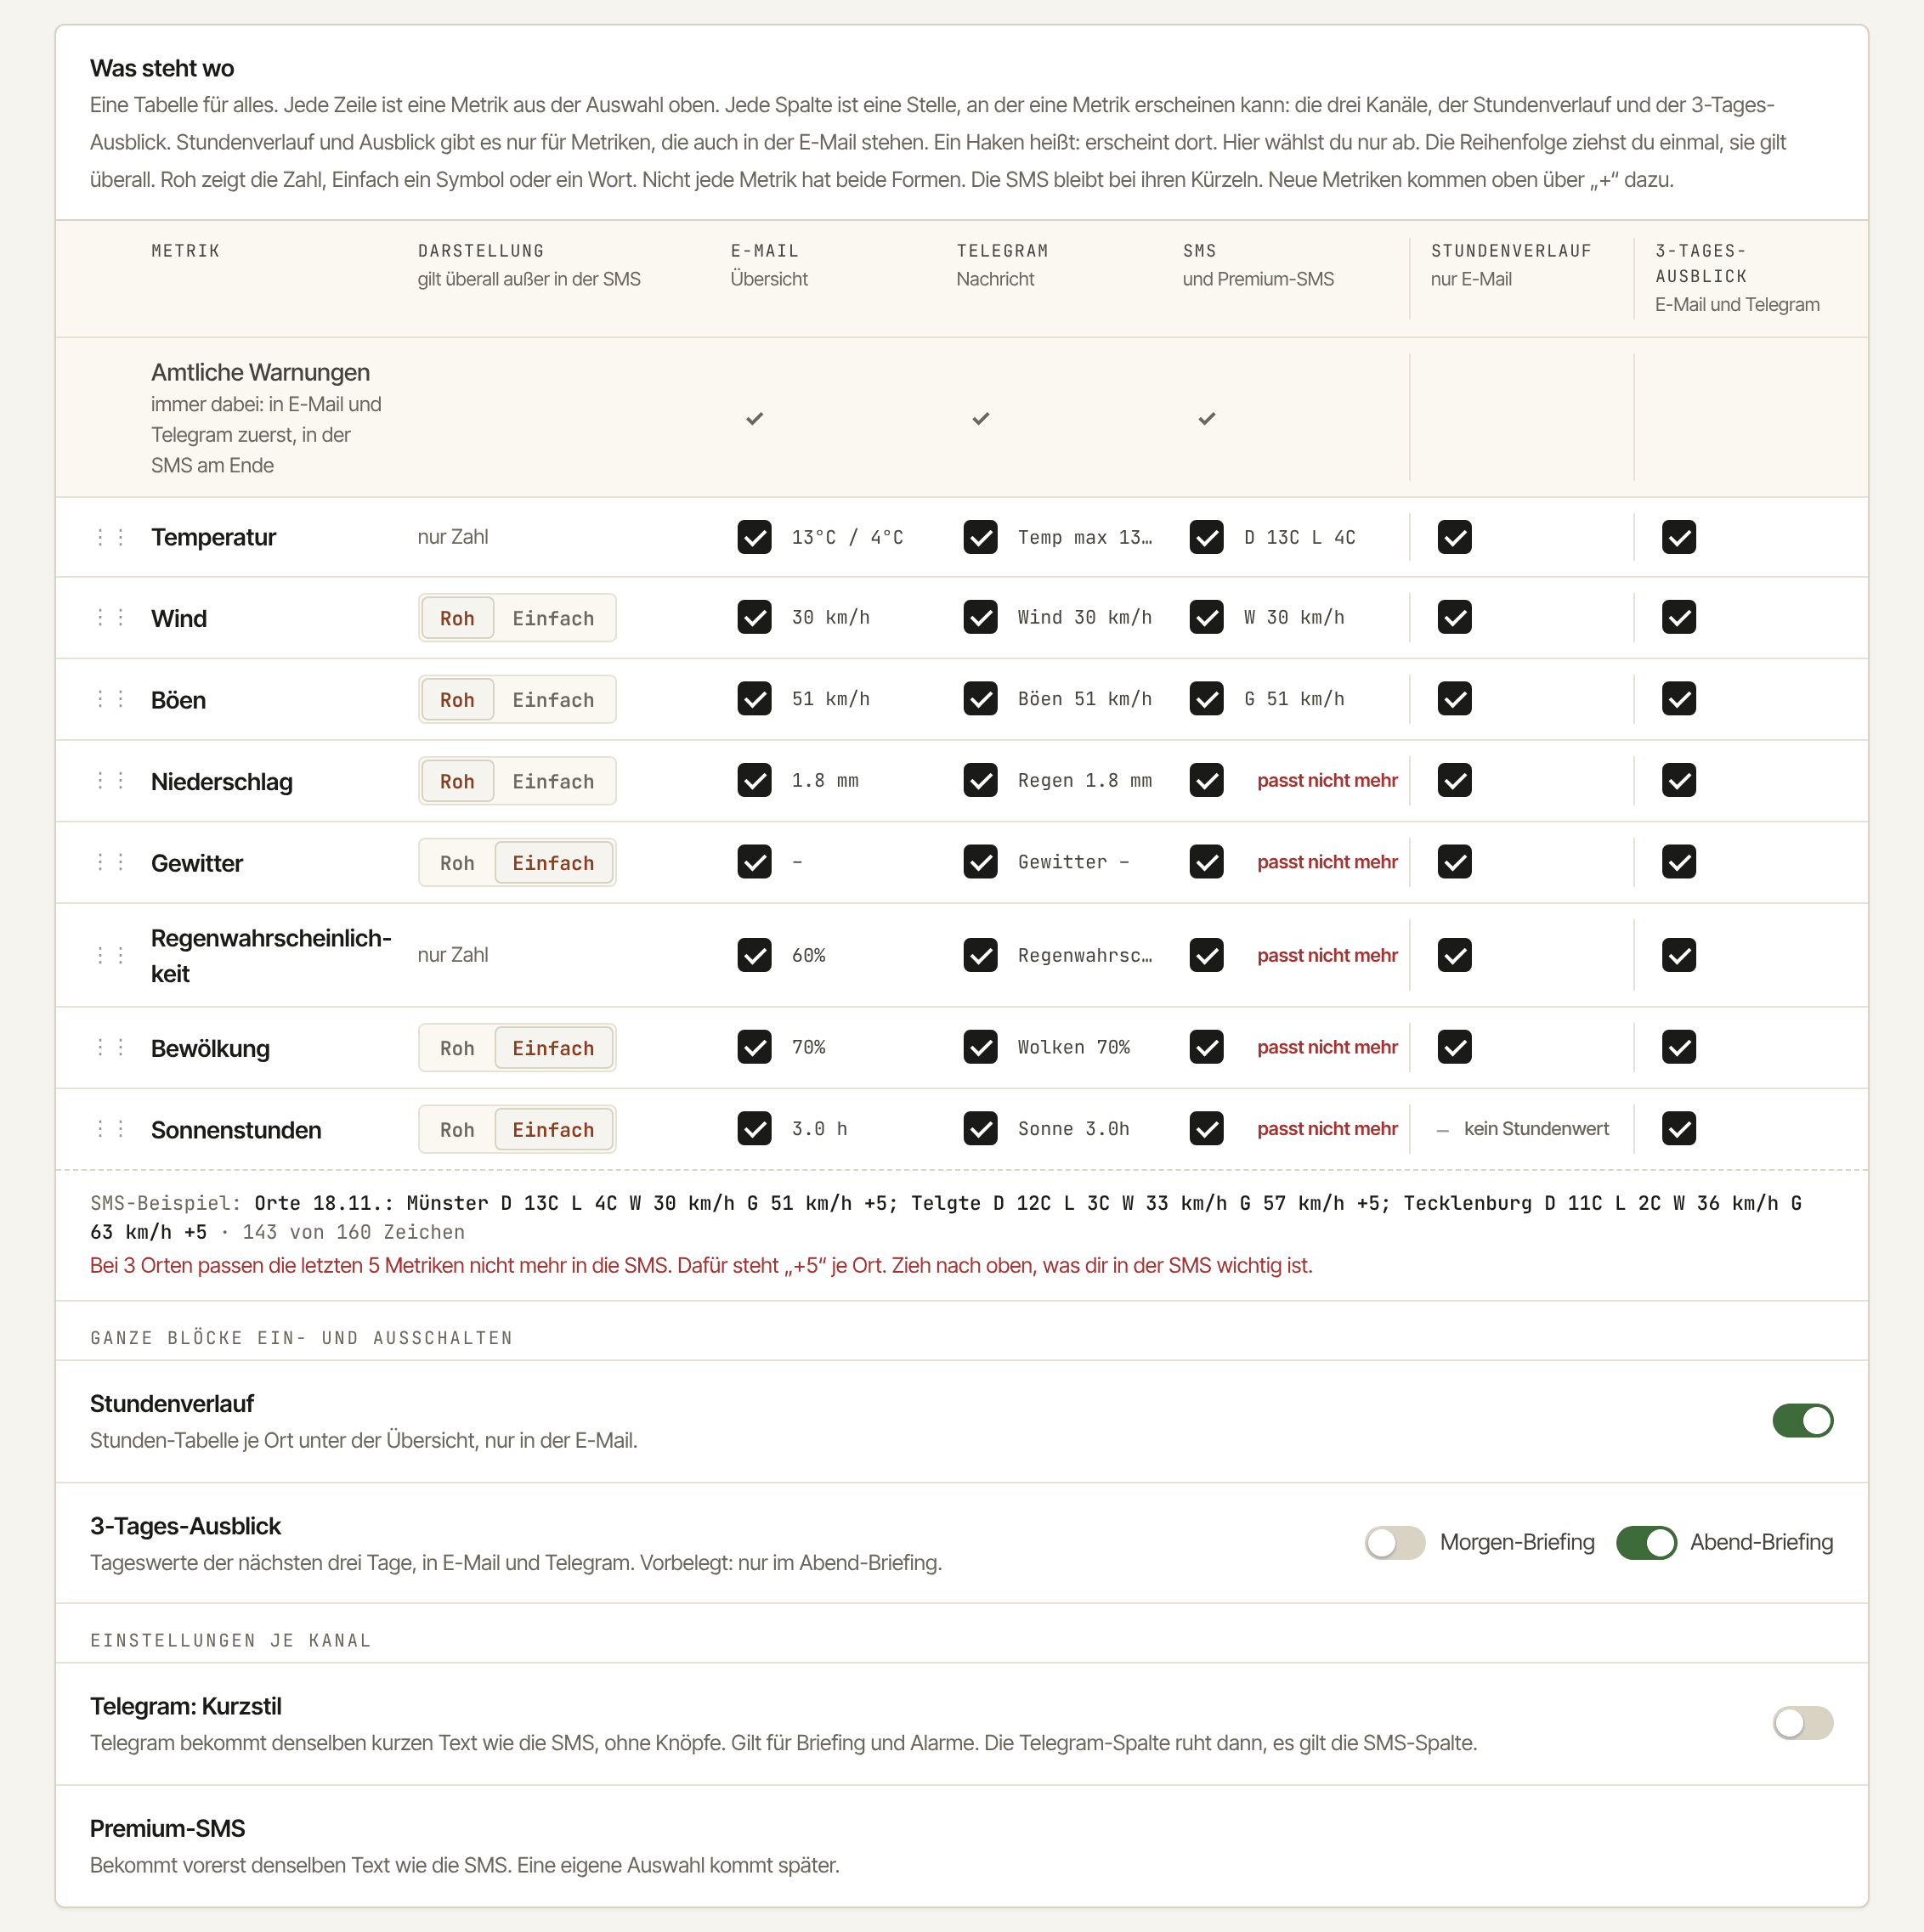 Was steht wo
Eine Tabelle für alles. Jede Zeile ist eine Metrik aus der Auswahl oben. Jede Spalte ist eine Stelle, an der eine Metrik erscheinen kann: die drei Kanäle, der Stundenverlauf und der 3-Tages-
Ausblick. Stundenverlauf und Ausblick gibt es nur für Metriken, die auch in der E-Mail stehen. Ein Haken heißt: erscheint dort. Hier wählst du nur ab. Die Reihenfolge ziehst du einmal, sie gilt
überall. Roh zeigt die Zahl, Einfach ein Symbol oder ein Wort. Nicht jede Metrik hat beide Formen. Die SMS bleibt bei ihren Kürzeln. Neue Metriken kommen oben über „+“ dazu.
METRIK
DARSTELLUNG
gilt überall außer in der SMS
E-MAIL
Übersicht
TELEGRAM
Nachricht
SMS
und Premium-SMS
STUNDENVERLAUF
nur E-Mail
3-TAGES-
AUSBLICK
E-Mail und Telegram
Amtliche Warnungen
immer dabei: in E-Mail und
Telegram zuerst, in der
SMS am Ende
Temperatur nur Zahl 13°C / 4°C Temp max 13… D 13C L 4C
Wind Roh Einfach 30 km/h Wind 30 km/h W 30 km/h
Böen Roh Einfach 51 km/h Böen 51 km/h G 51 km/h
Niederschlag Roh Einfach 1.8 mm Regen 1.8 mm passt nicht mehr
Gewitter Roh Einfach – Gewitter – passt nicht mehr
Regenwahrscheinlich-
keit
nur Zahl 60% Regenwahrsc… passt nicht mehr
Bewölkung Roh Einfach 70% Wolken 70% passt nicht mehr
Sonnenstunden Roh Einfach 3.0 h Sonne 3.0h passt nicht mehr – kein Stundenwert
SMS-Beispiel: Orte 18.11.: Münster D 13C L 4C W 30 km/h G 51 km/h +5; Telgte D 12C L 3C W 33 km/h G 57 km/h +5; Tecklenburg D 11C L 2C W 36 km/h G
63 km/h +5 · 143 von 160 Zeichen
Bei 3 Orten passen die letzten 5 Metriken nicht mehr in die SMS. Dafür steht „+5“ je Ort. Zieh nach oben, was dir in der SMS wichtig ist.
GANZE BLÖCKE EIN- UND AUSSCHALTEN
Stundenverlauf
Stunden-Tabelle je Ort unter der Übersicht, nur in der E-Mail.
3-Tages-Ausblick
Tageswerte der nächsten drei Tage, in E-Mail und Telegram. Vorbelegt: nur im Abend-Briefing.
Morgen-Briefing Abend-Briefing
EINSTELLUNGEN JE KANAL
Telegram: Kurzstil
Telegram bekommt denselben kurzen Text wie die SMS, ohne Knöpfe. Gilt für Briefing und Alarme. Die Telegram-Spalte ruht dann, es gilt die SMS-Spalte.
Premium-SMS
Bekommt vorerst denselben Text wie die SMS. Eine eigene Auswahl kommt später.